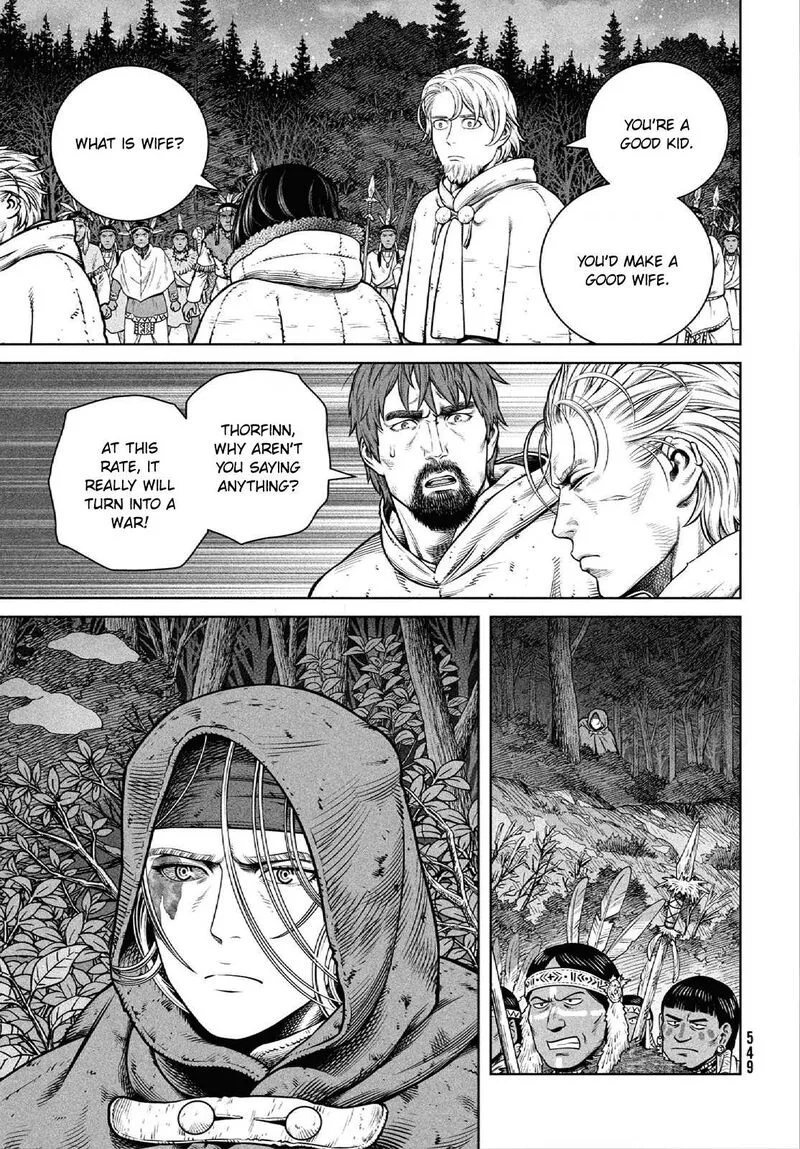 YOU'RE A
GOOD KID.
YOU'D MAKE A
GOOD WIFE.
WHAT IS WIFE?
THORFINN,
WHY AREN'T
YOU SAYING
ANYTHING?
AT THIS
RATE, IT
REALLY WILL
TURN INTO A
WAR!
549